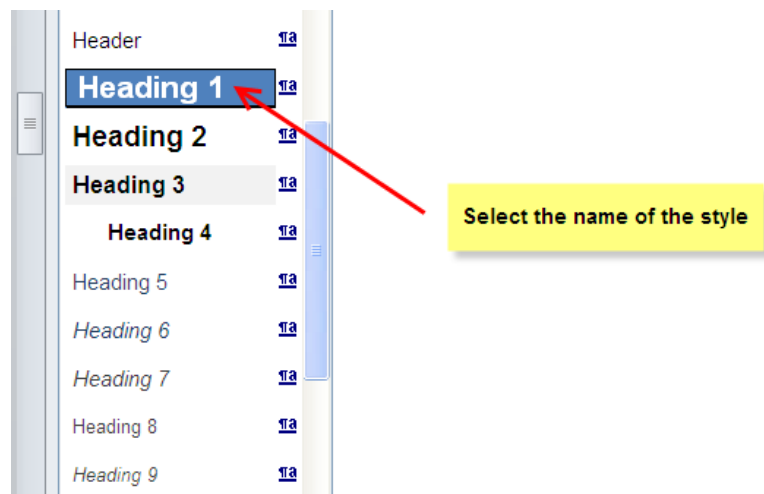 Header ¶a
Heading 1 ¶a
Heading 2 ¶a
Heading 3 ¶a
Select the name of the style
Heading 4 ¶a
Heading 5 ¶a
Heading 6 ¶a
Heading 7 ¶a
Heading 8 ¶a
Heading 9 ¶a